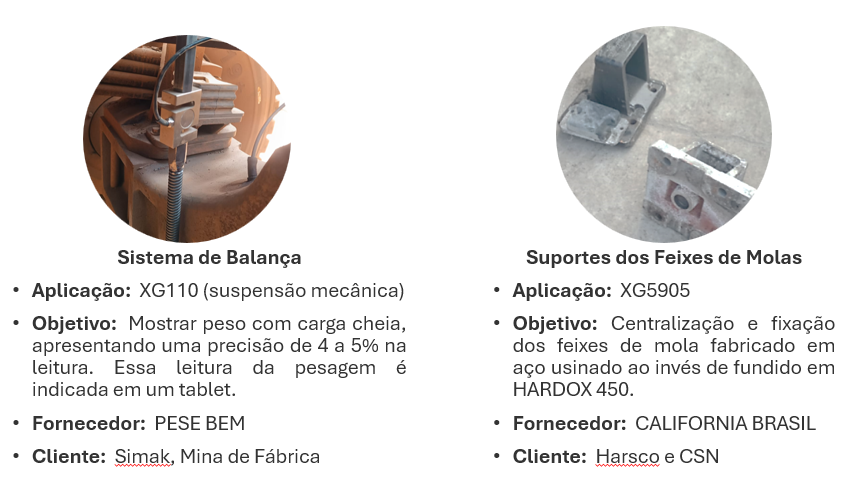 Sistema de Balança
• Aplicação: XG110 (suspensão mecânica)
• Objetivo: Mostrar peso com carga cheia,
apresentando uma precisão de 4 a 5% na
leitura. Essa leitura da pesagem é
indicada em um tablet.
• Fornecedor: PESE BEM
• Cliente: Simak, Mina de Fábrica
Suportes dos Feixes de Molas
• Aplicação: XG5905
• Objetivo: Centralização e fixação
dos feixes de mola fabricado em
aço usinado ao invés de fundido em
HARDOX 450.
• Fornecedor: CALIFORNIA BRASIL
• Cliente: Harsco e CSN